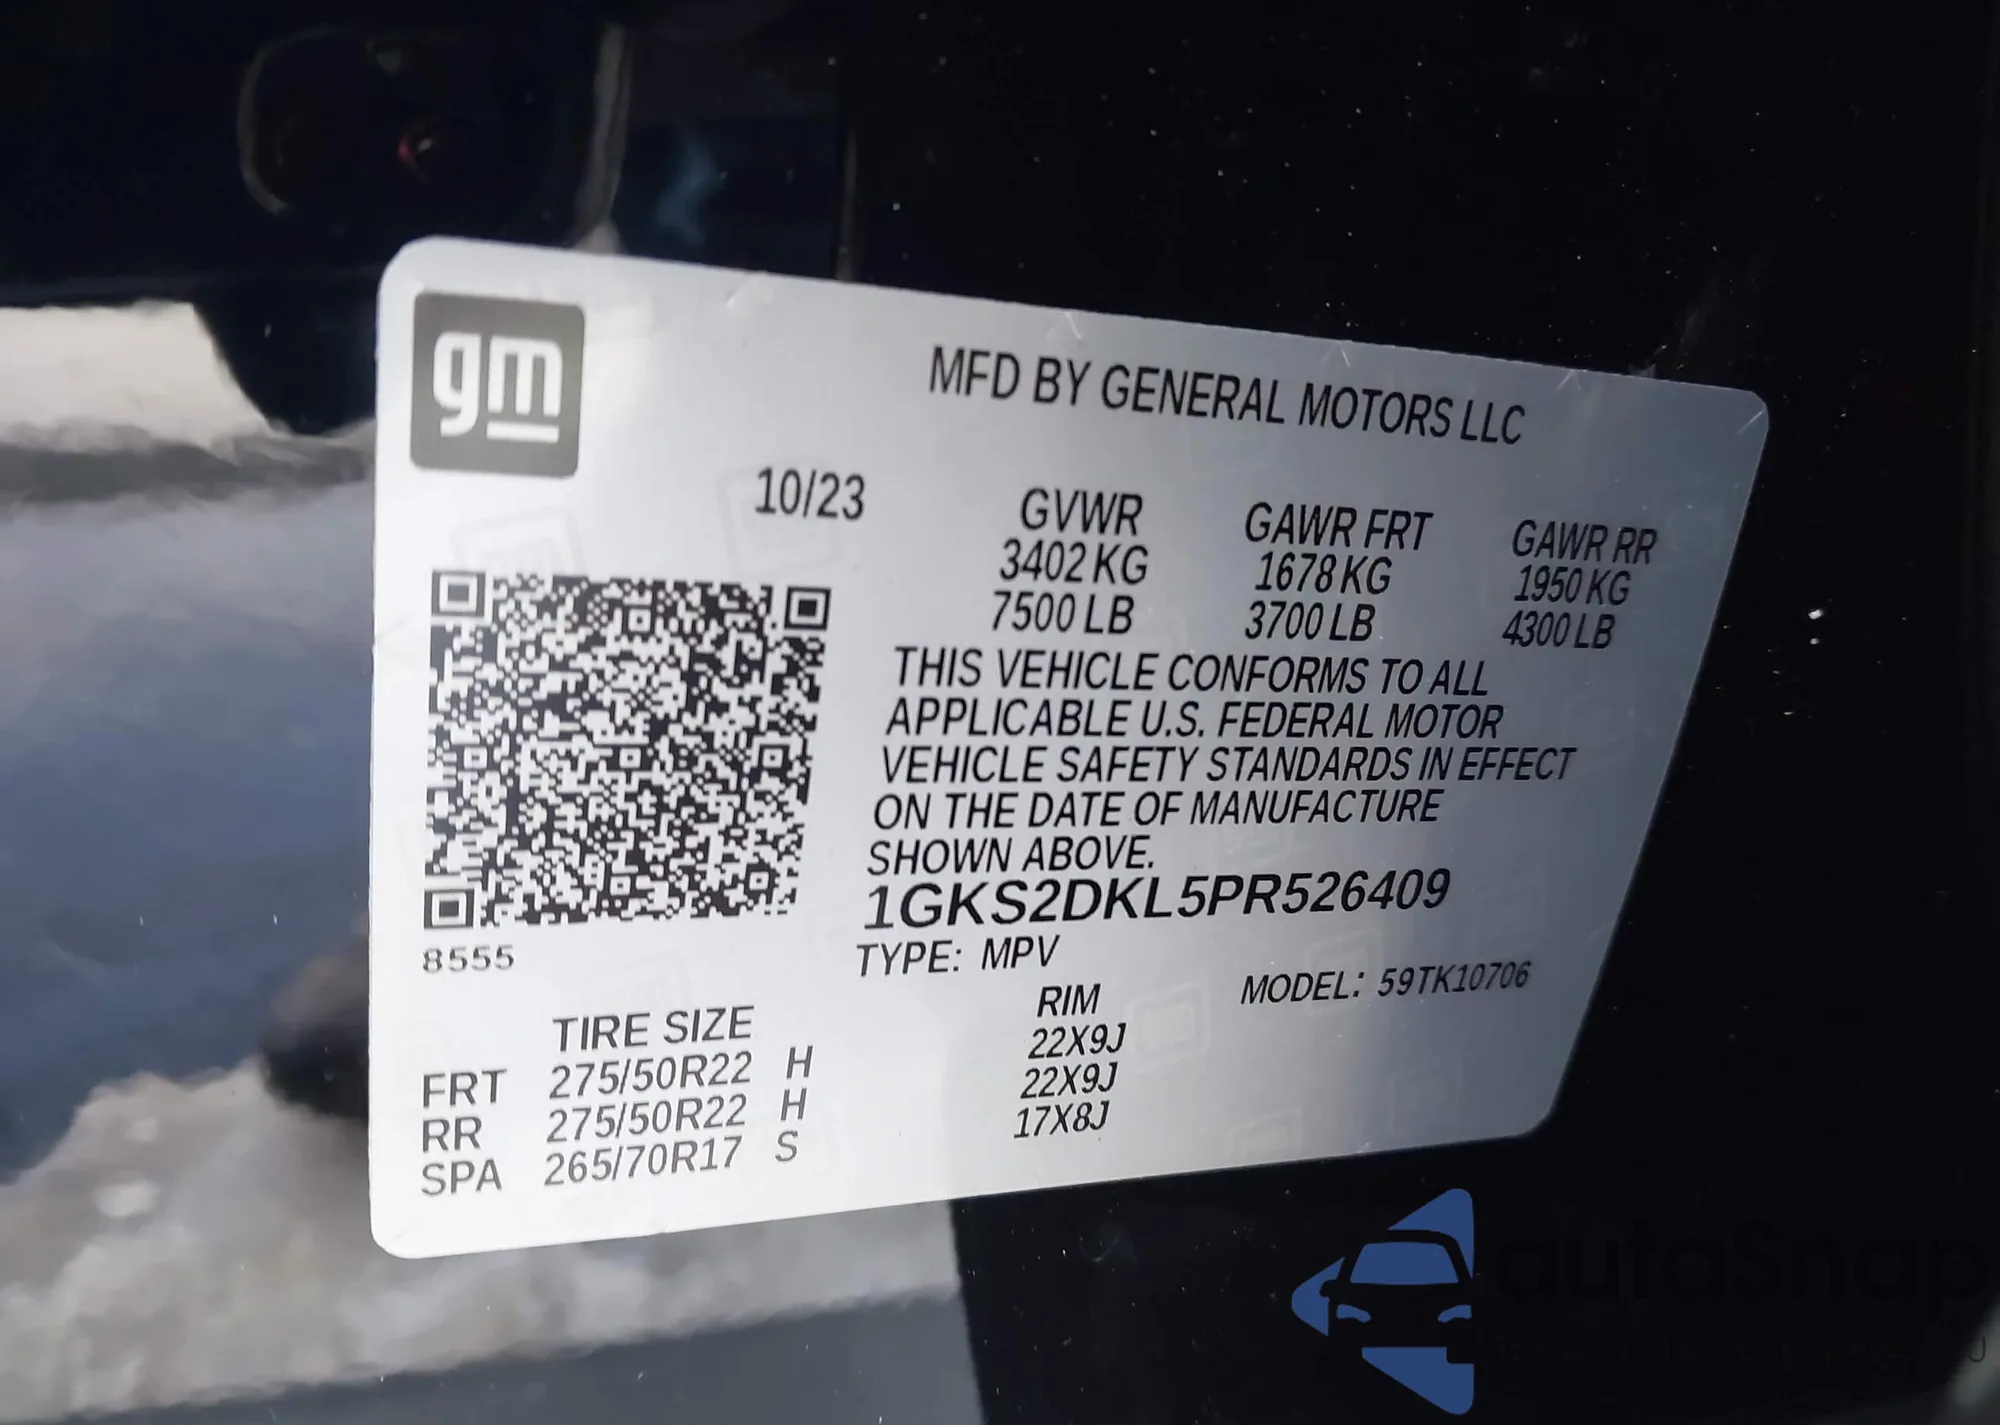 gm
MFD BY GENERAL MOTORS LLC
10/23
GVWR GAWR FRT GAWR RR
3402 KG 1678 KG 1950 KG
7500 LB 3700 LB 4300 LB
THIS VEHICLE CONFORMS TO ALL
APPLICABLE U.S. FEDERAL MOTOR
VEHICLE SAFETY STANDARDS IN EFFECT
ON THE DATE OF MANUFACTURE
SHOWN ABOVE.
1GKS2DKL5PR526409
8555
TYPE: MPV MODEL: 59TK10706
TIRE SIZE RIM
FRT 275/50R22 H 22X9J
RR 275/50R22 H 22X9J
SPA 265/70R17 S 17X8J
autoSnap